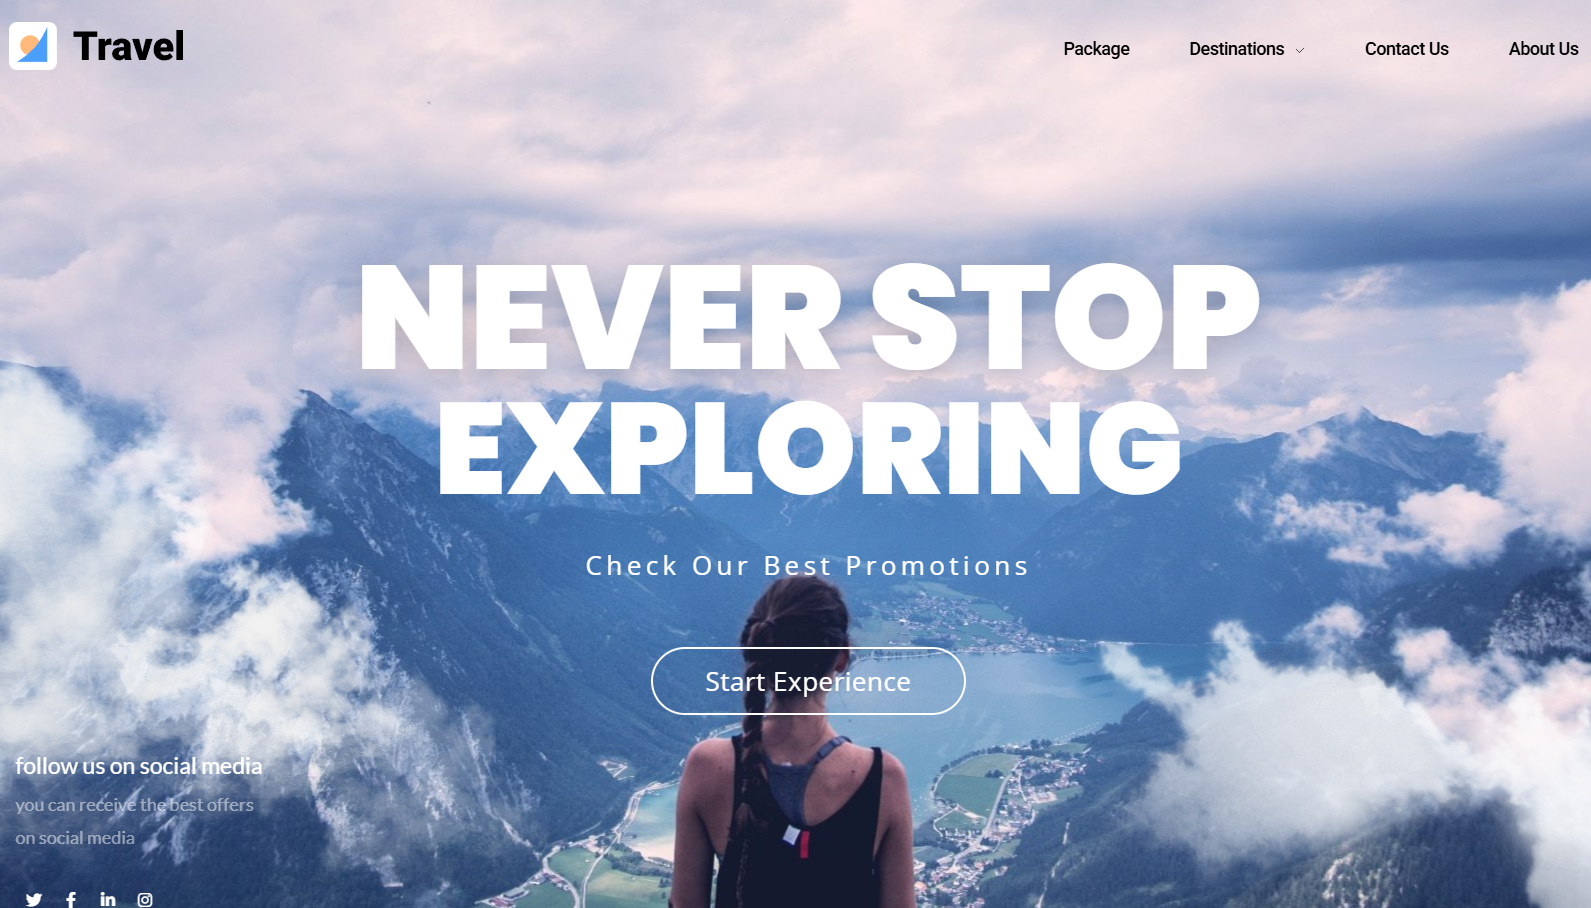 Travel
Package
Destinations
Contact Us
About Us
NEVER STOP
EXPLORING
Check Our Best Promotions
Start Experience
follow us on social media
you can receive the best offers
on social media